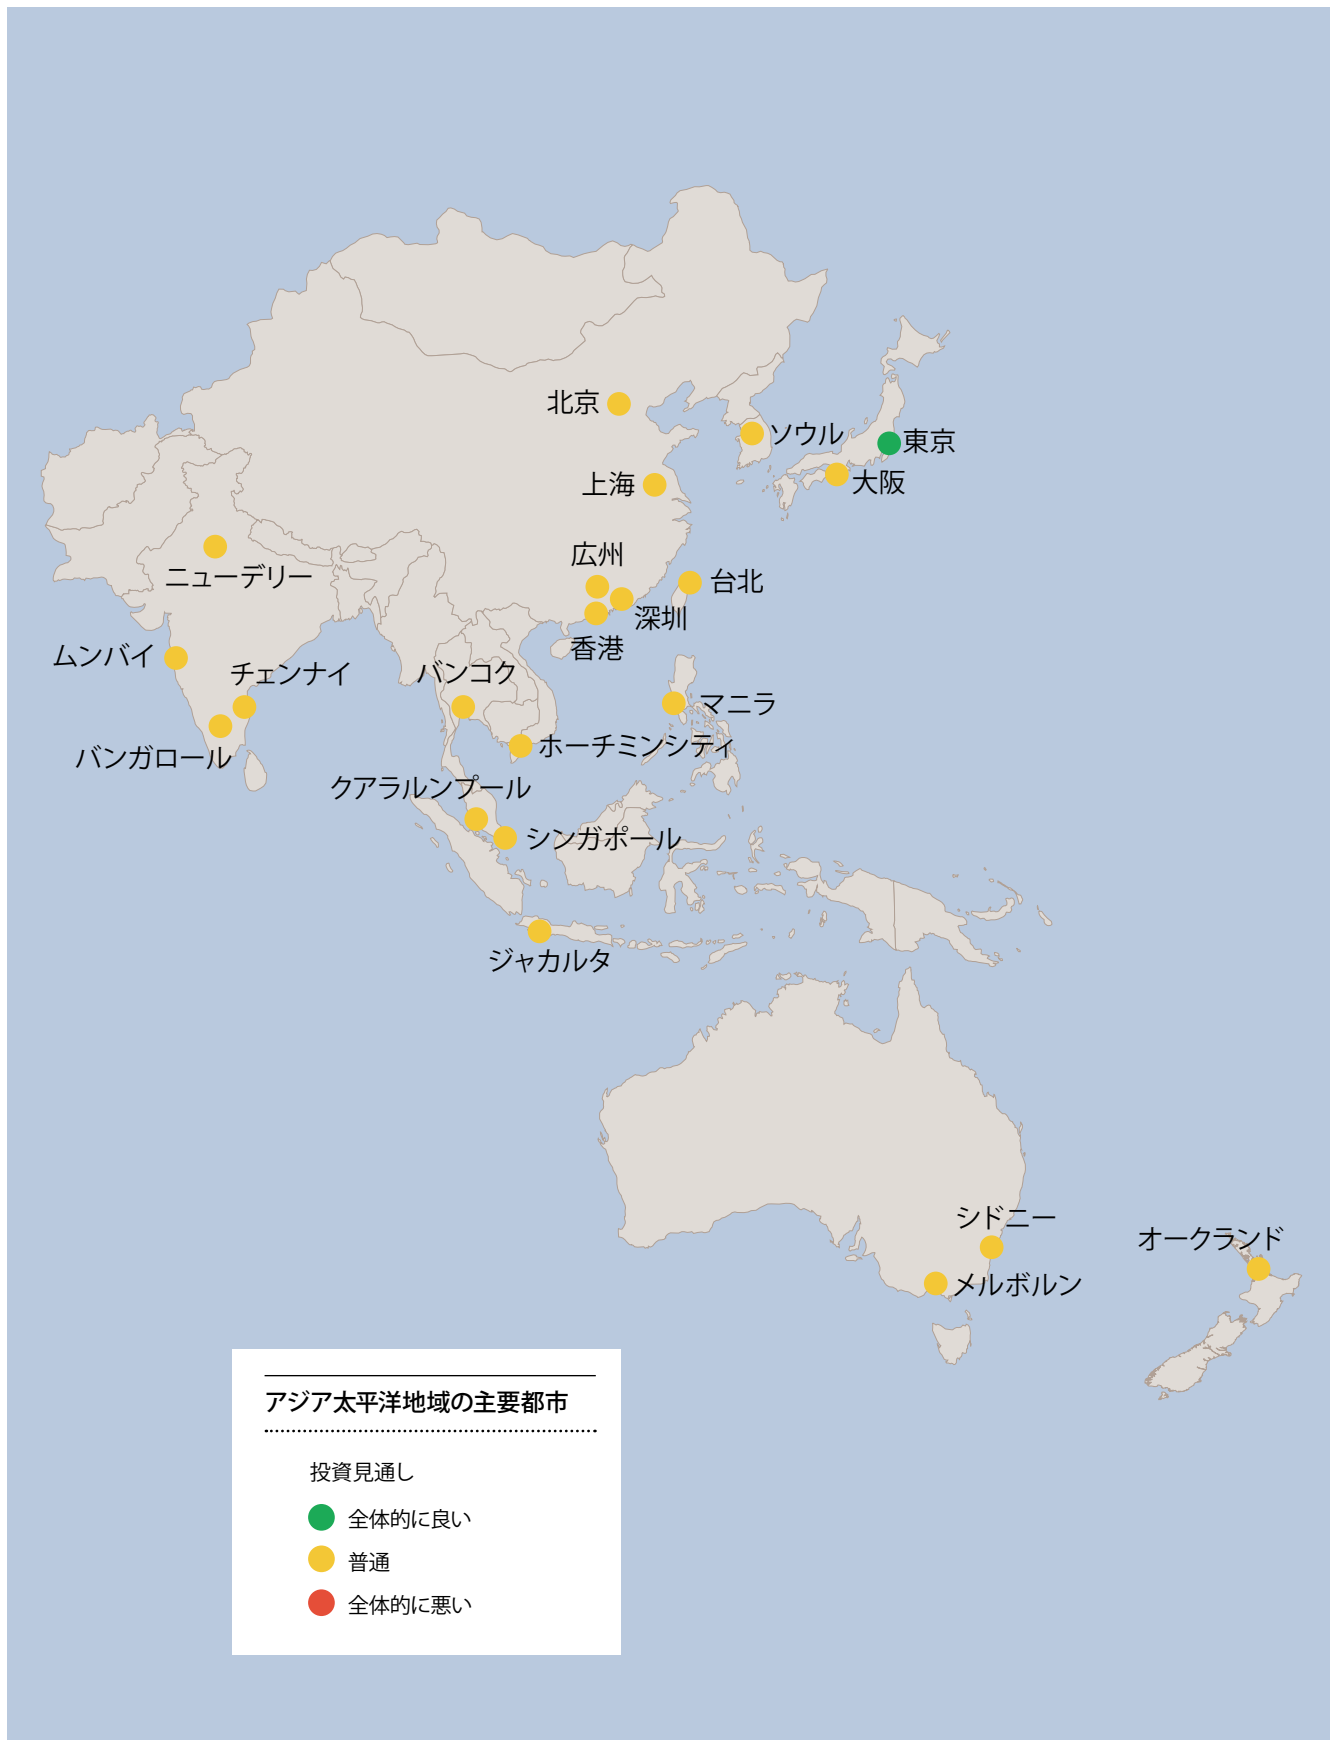 北京
ソウル
東京
上海
大阪
広州
ニューデリー
台北
深圳
香港
ムンバイ
チェンナイ
バンコク
マニラ
バンガロール
ホーチミンシティ
クアラルンプール
シンガポール
ジャカルタ
シドニー
オークランド
メルボルン
アジア太平洋地域の主要都市
投資見通し
全体的に良い
普通
全体的に悪い